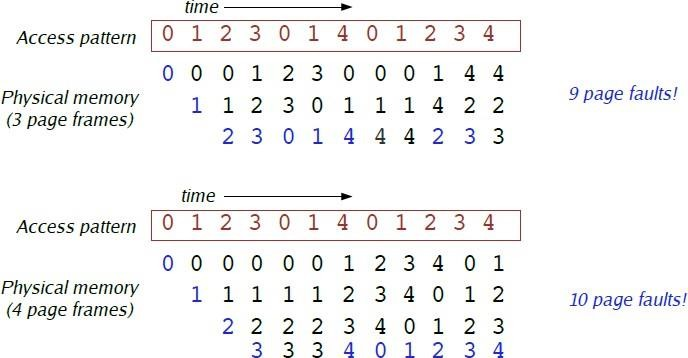 time
Access pattern 0 1 2 3 0 1 4 0 1 2 3 4
0 0 0 1 2 3 0 0 0 1 4 4
Physical memory 1 1 2 3 0 1 1 1 4 2 2 9 page faults!
(3 page frames) 2 3 0 1 4 4 4 2 3 3
time
Access pattern 0 1 2 3 0 1 4 0 1 2 3 4
0 0 0 0 0 0 1 2 3 4 0 1
Physical memory 1 1 1 1 1 2 3 4 0 1 2 10 page faults!
(4 page frames) 2 2 2 2 3 4 0 1 2 3
3 3 3 4 0 1 2 3 4